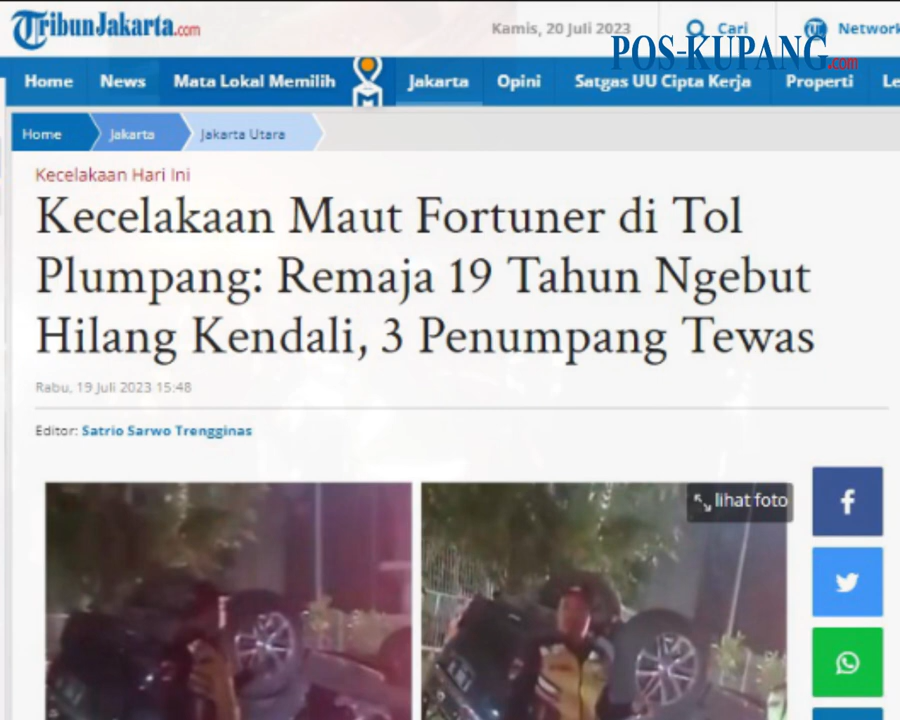 TribunJakarta.com
Kamis, 20 Juli 2023
Cari
Network
POS-KUPANG.com
Home News Mata Lokal Memilih Jakarta Opini Satgas UU Cipta Kerja Properti Le
Home Jakarta Jakarta Utara
Kecelakaan Hari Ini
Kecelakaan Maut Fortuner di Tol
Plumpang: Remaja 19 Tahun Ngebut
Hilang Kendali, 3 Penumpang Tewas
Rabu, 19 Juli 2023 15:48
Editor: Satrio Sarwo Trengginas
lihat foto